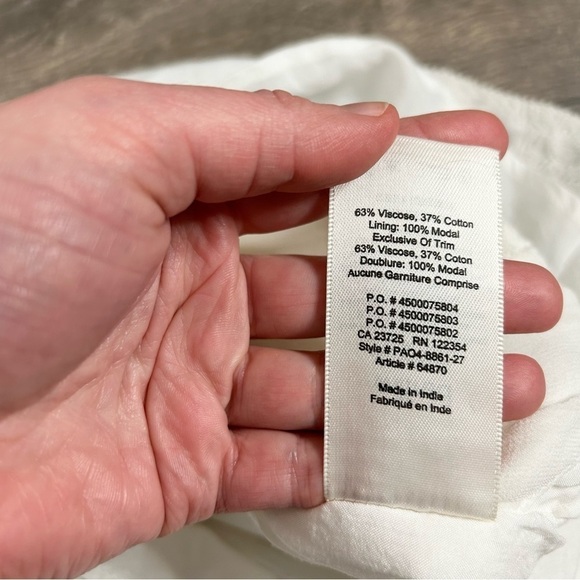 63% Viscose, 37% Cotton
Lining: 100% Modal
Exclusive Of Trim
63% Viscose, 37% Coton
Doublure: 100% Modal
Aucune Garniture Comprise
P.O. # 4500075804
P.O. # 4500075803
P.O. # 4500075802
CA 23725 RN 122354
Style # PAO4-8861-27
Article # 64870
Made in India
Fabriqué en Inde